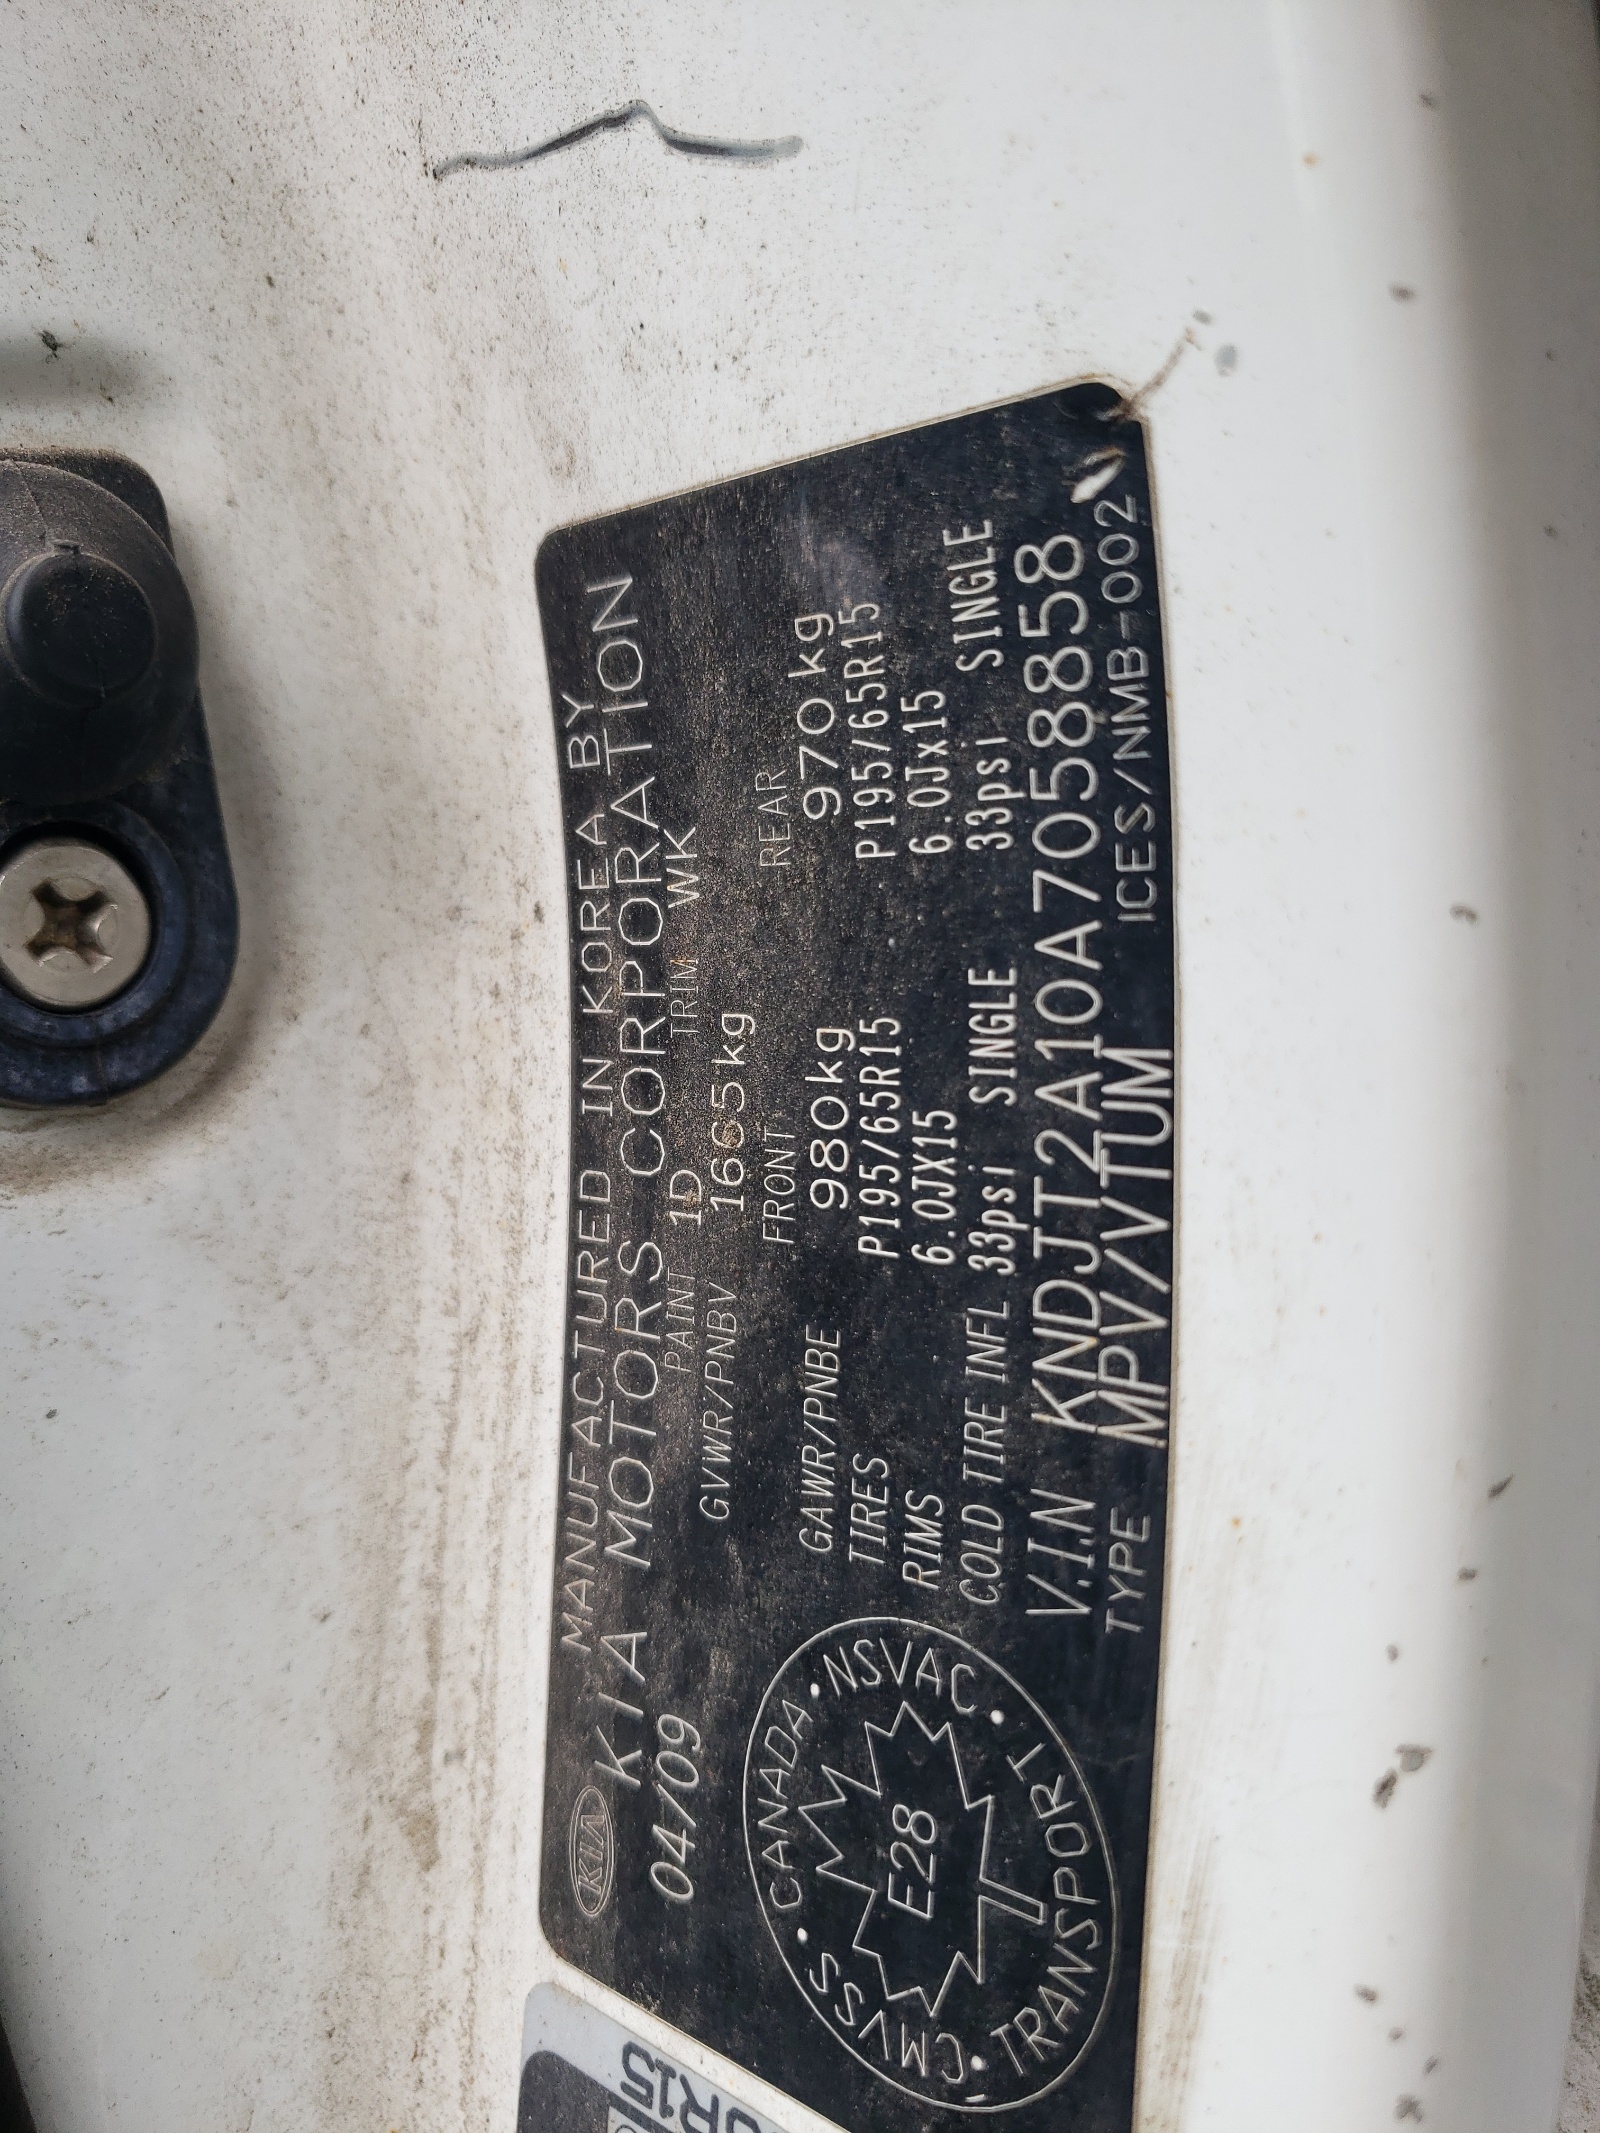 KIA
MANUFACTURED IN KOREA BY
KIA MOTORS CORPORATION
04/09 PAINT 1D TRIM WK
GVWR/PNBV 1665kg
FRONT REAR
GAWR/PNBE 980kg 970kg
TIRES P195/65R15 P195/65R15
RIMS 6.0JX15 6.0Jx15
COLD TIRE INFL 33psi SINGLE 33psi SINGLE
V.I.N KNDJT2A10A7058858
TYPE MPV/VTUM ICES/NMB-002
CMVSS • CANADA • NSVAC • TRANSPORT •
E28
5R15